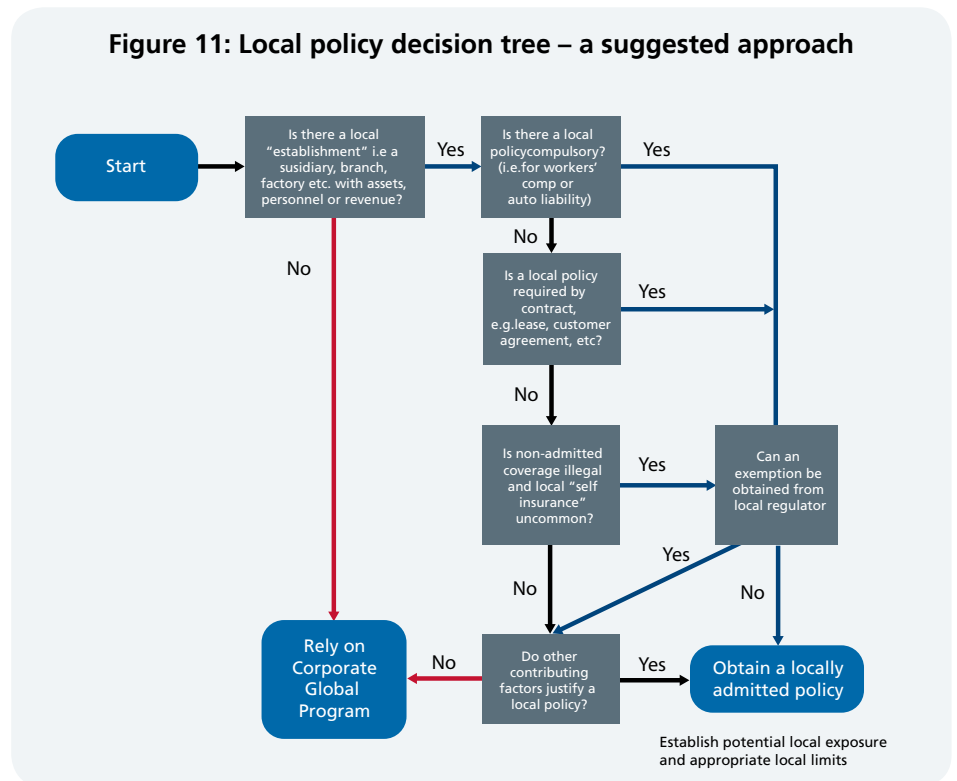 Figure 11: Local policy decision tree – a suggested approach
Start
Is there a local
“establishment” i.e a
susidiary, branch,
factory etc. with assets,
personnel or revenue?
Yes
Is there a local
policycompulsory?
(i.e.for workers’
comp or
auto liability)
Yes
No
No
Is a local policy
required by
contract,
e.g.lease, customer
agreement, etc?
Yes
No
Is non-admitted
coverage illegal
and local “self
insurance”
uncommon?
Yes
Can an
exemption be
obtained from
local regulator
Yes
No
No
Rely on
Corporate
Global
Program
No
Do other
contributing
factors justify a
local policy?
Yes
Obtain a locally
admitted policy
Establish potential local exposure
and appropriate local limits